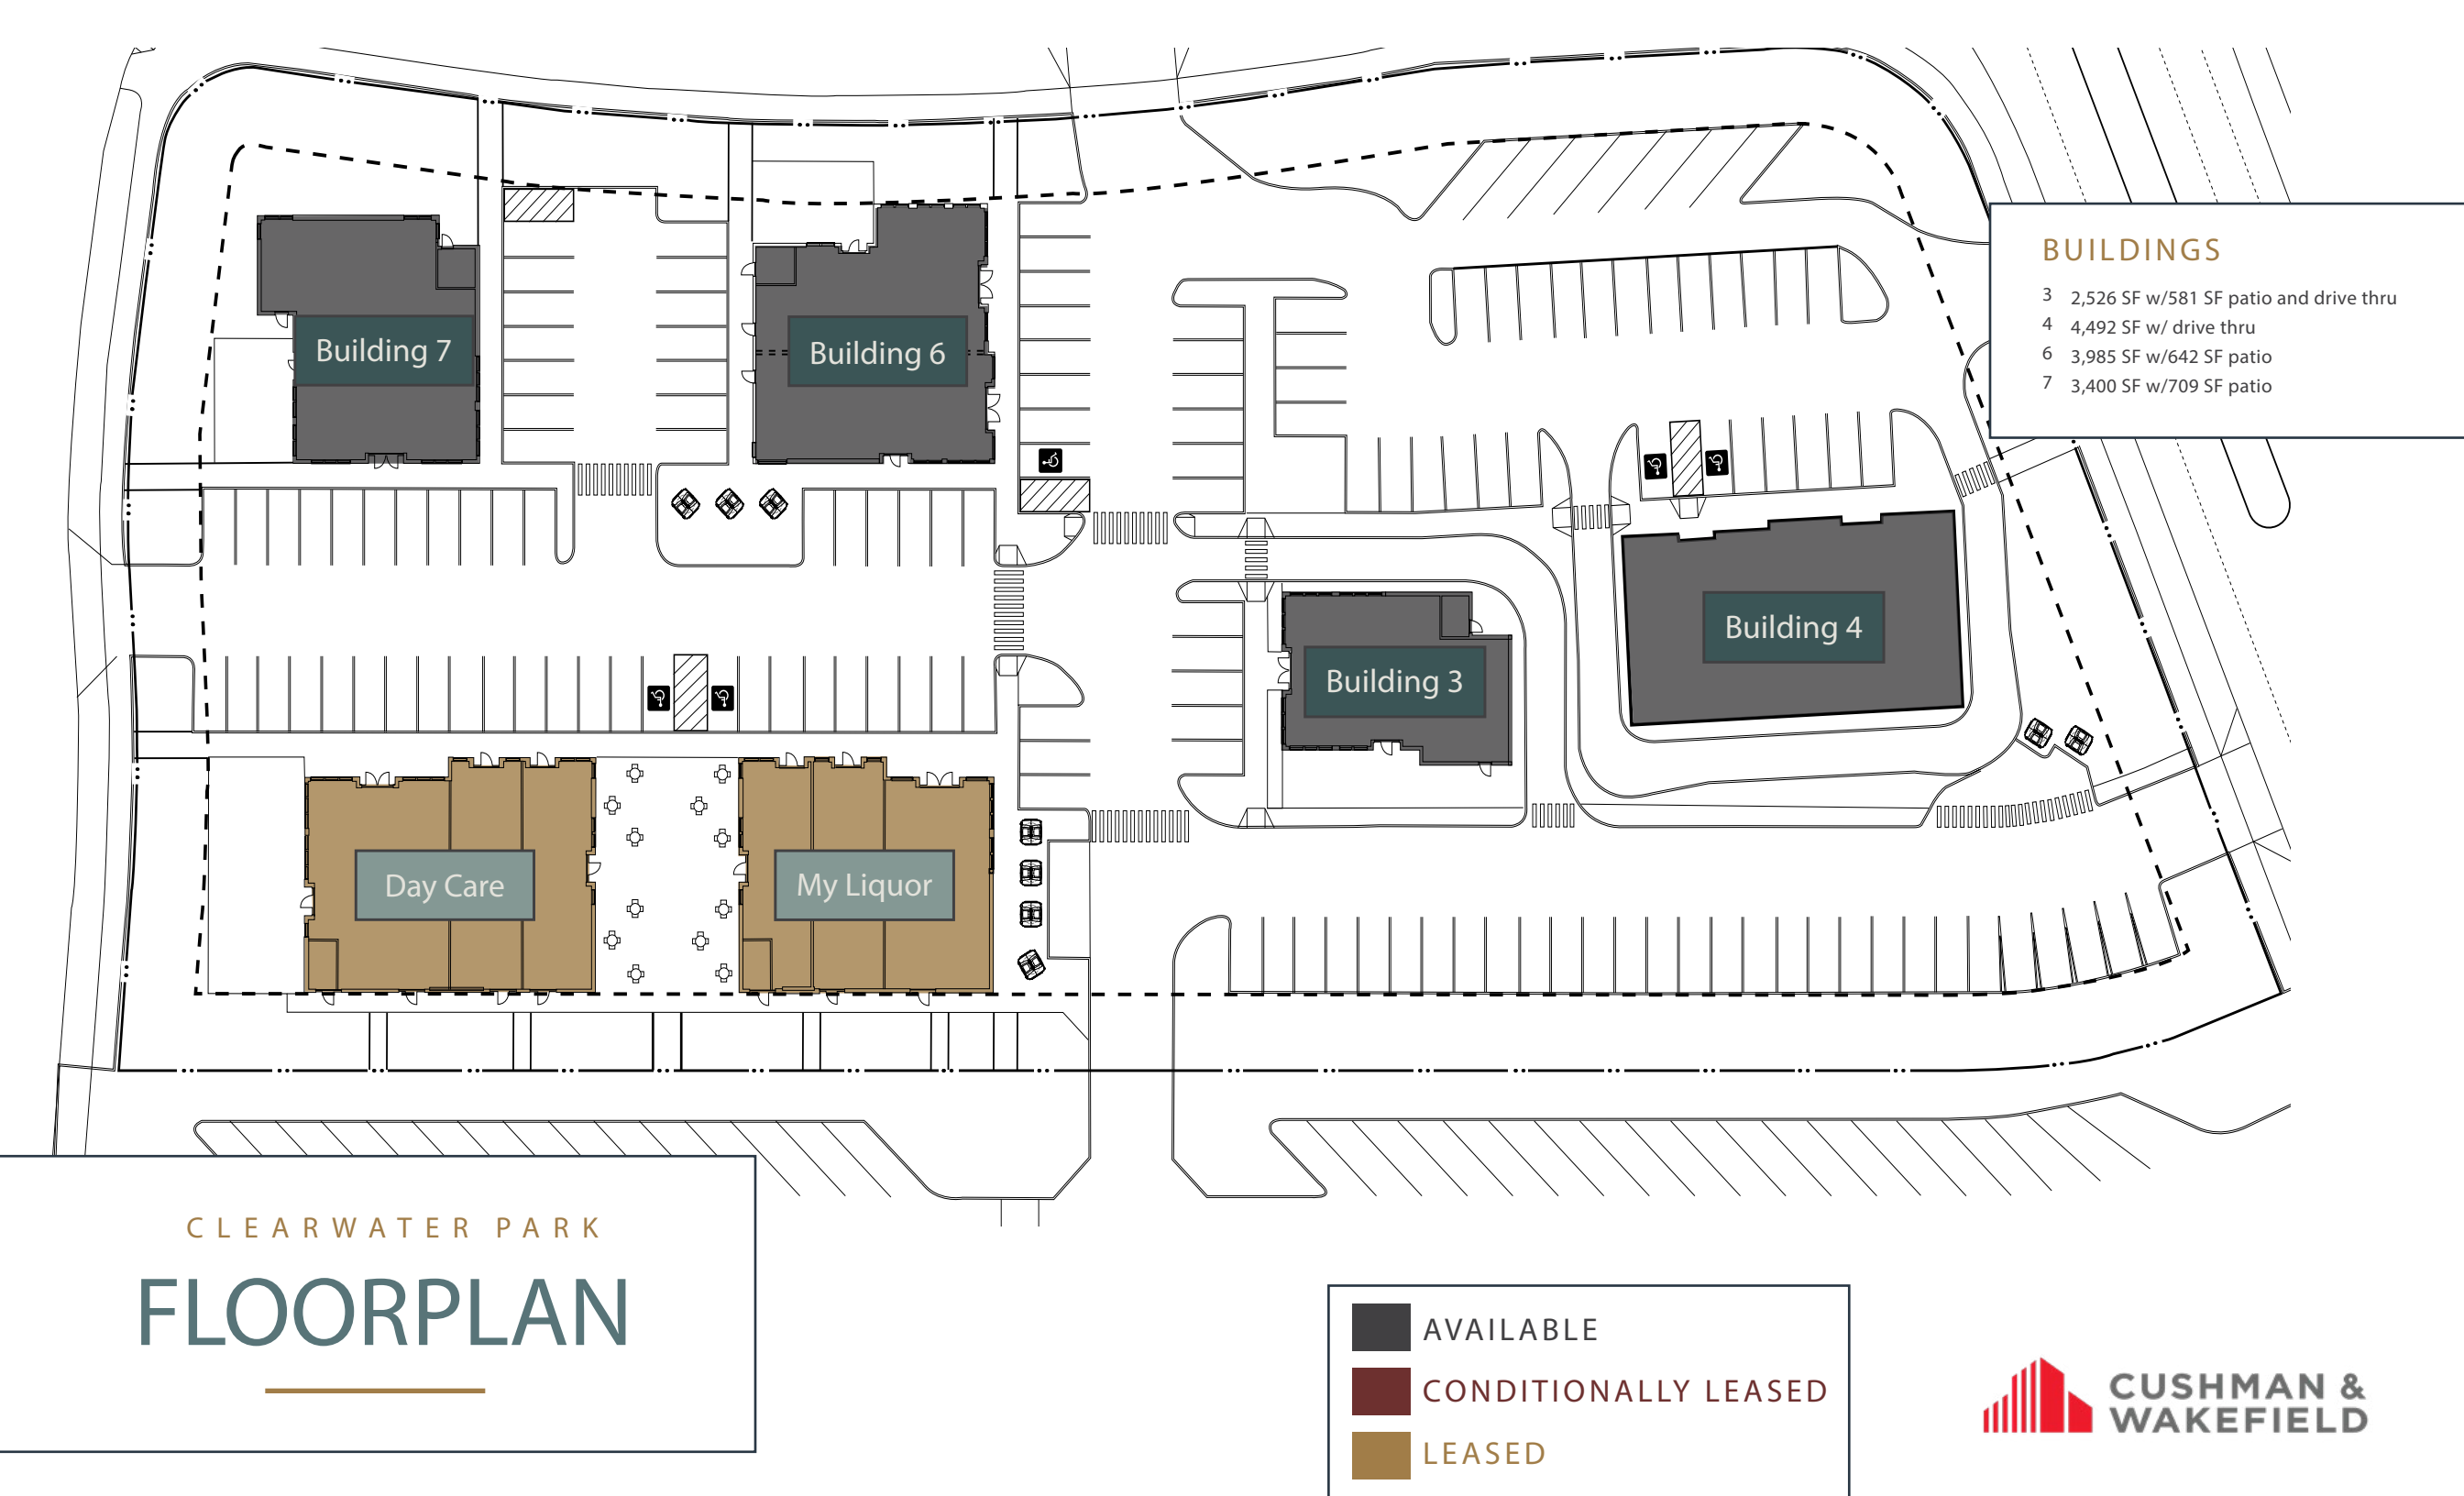 Building 7
Building 6
BUILDINGS
3 2,526 SF w/581 SF patio and drive thru
4 4,492 SF w/ drive thru
6 3,985 SF w/642 SF patio
7 3,400 SF w/709 SF patio
Building 4
Building 3
Day Care
My Liquor
CLEARWATER PARK
FLOORPLAN
AVAILABLE
CONDITIONALLY LEASED
LEASED
CUSHMAN &
WAKEFIELD